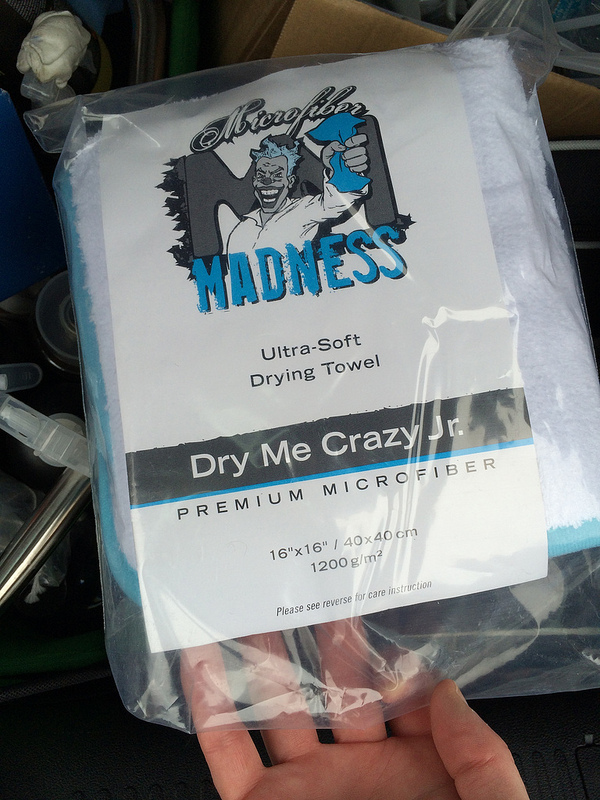 Microfiber
MADNESS
Ultra-Soft
Drying Towel
Dry Me Crazy Jr.
PREMIUM MICROFIBER
16"x16" / 40x40 cm
1200 g/m²
Please see reverse for care instruction